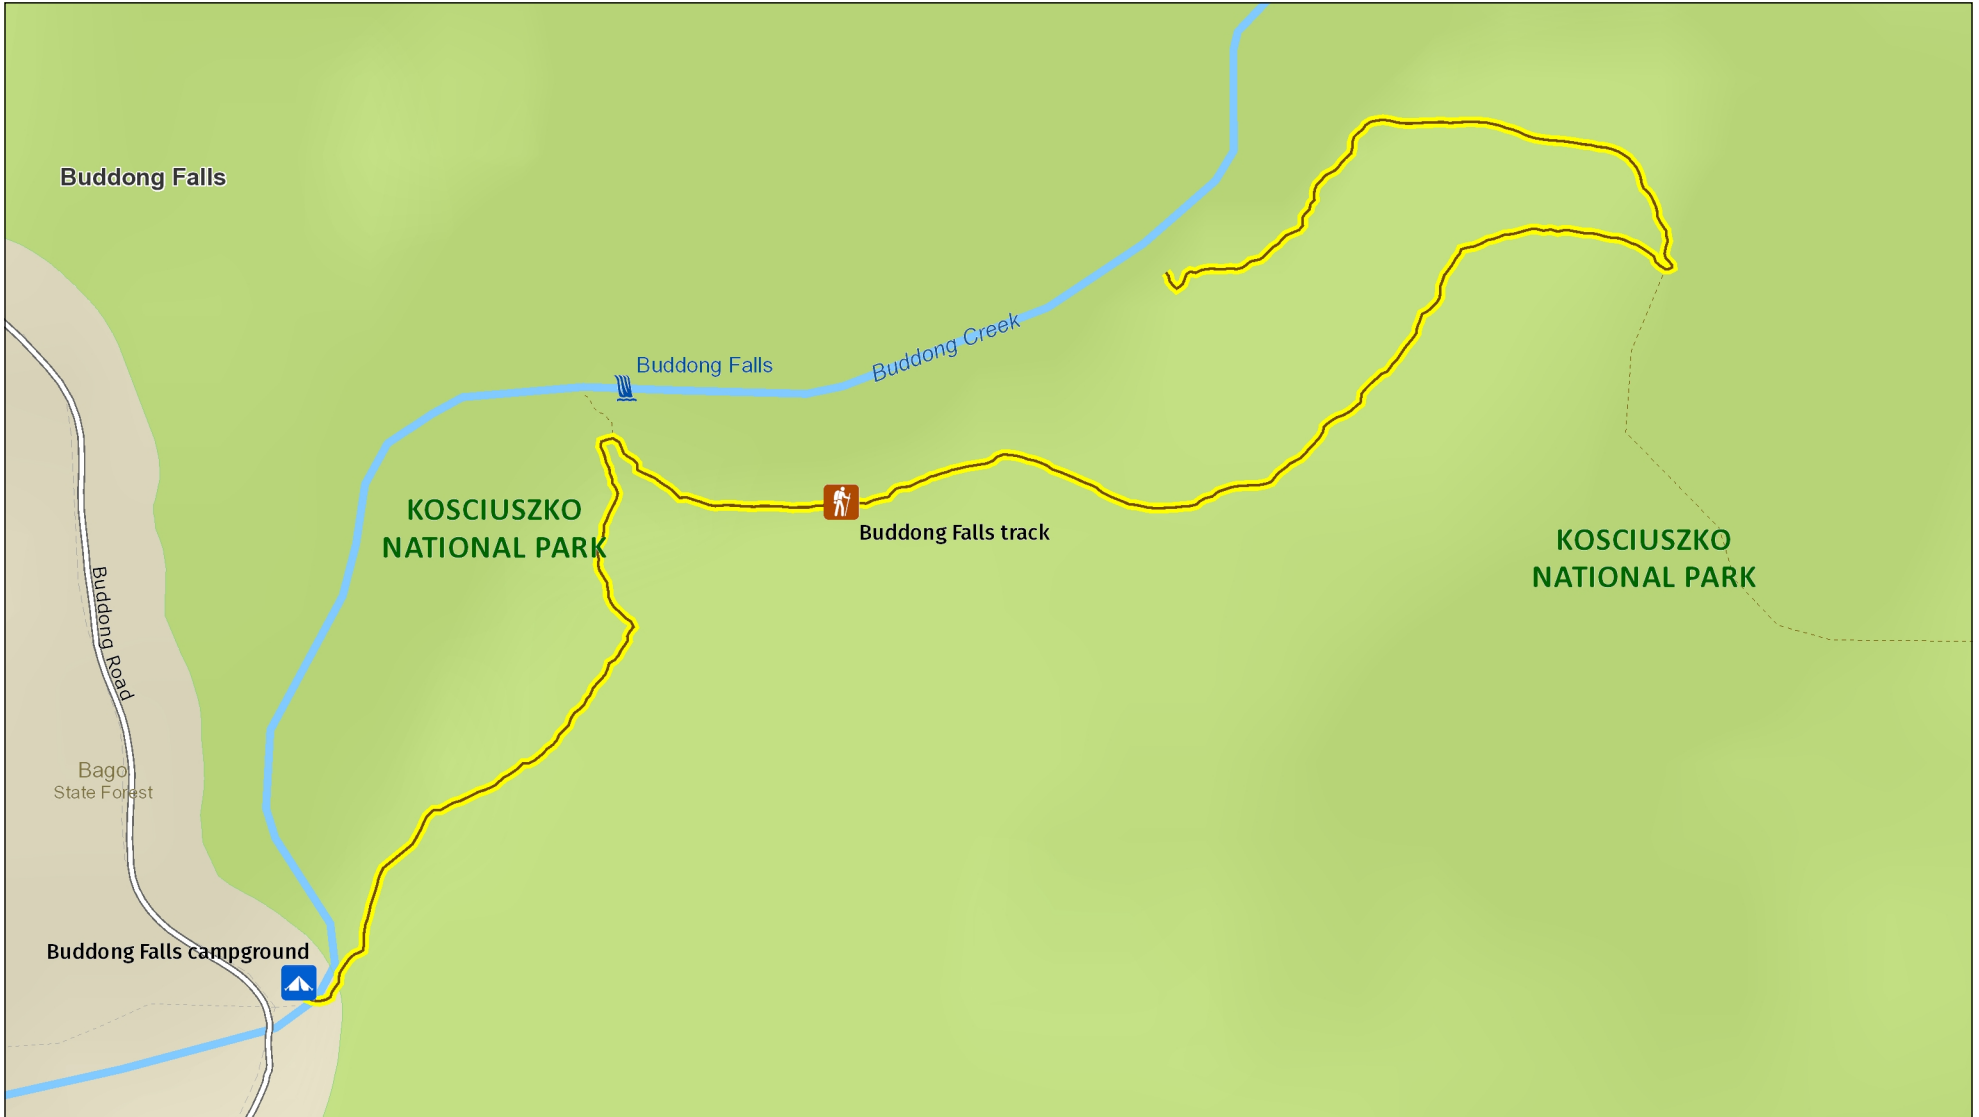 Buddong Falls
Buddong Falls
Buddong Creek
KOSCIUSZKO
NATIONAL PARK
Buddong Falls track
KOSCIUSZKO
NATIONAL PARK
Buddong Road
Bago
State Forest
Buddong Falls campground